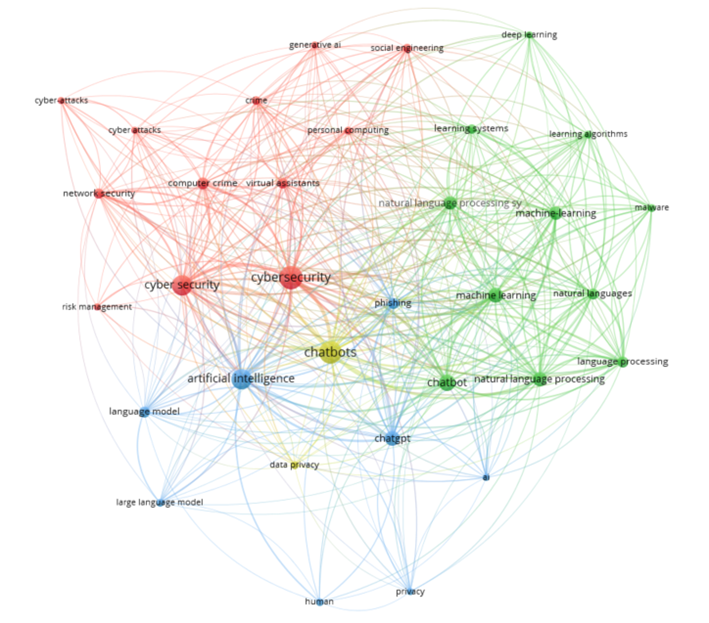 deep learning
generative ai
social engineering
cyber-attacks
crime
cyber attacks
personal computing
learning systems
learning algorithms
computer crime
virtual assistants
network security
natural language processing sy
machine-learning
malware
cyber security
cybersecurity
phishing
machine learning
natural languages
risk management
chatbots
language processing
artificial intelligence
chatbot
natural language processing
language model
chatgpt
data privacy
ai
large language model
privacy
human